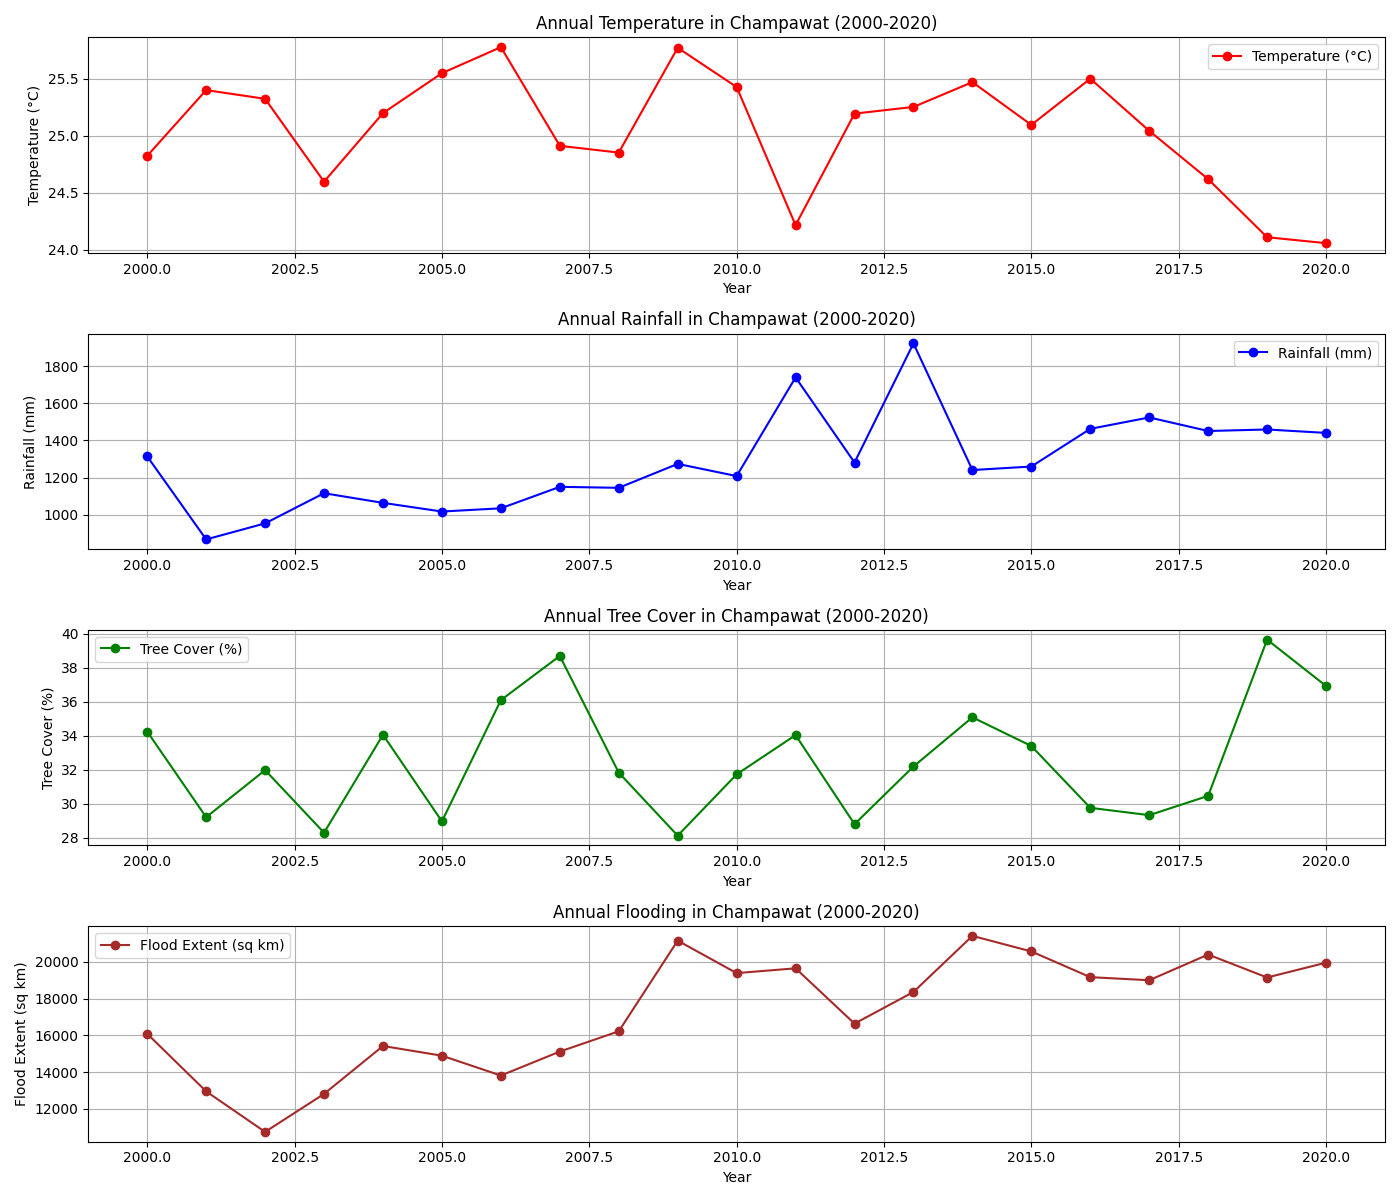 Annual Temperature in Champawat (2000-2020)
Temperature (°C)
Temperature (°C)
25.5
25.0
24.5
24.0
2000.0 2002.5 2005.0 2007.5 2010.0 2012.5 2015.0 2017.5 2020.0
Year
Annual Rainfall in Champawat (2000-2020)
Rainfall (mm)
Rainfall (mm)
1800
1600
1400
1200
1000
2000.0 2002.5 2005.0 2007.5 2010.0 2012.5 2015.0 2017.5 2020.0
Year
Annual Tree Cover in Champawat (2000-2020)
Tree Cover (%)
Tree Cover (%)
40
38
36
34
32
30
28
2000.0 2002.5 2005.0 2007.5 2010.0 2012.5 2015.0 2017.5 2020.0
Year
Annual Flooding in Champawat (2000-2020)
Flood Extent (sq km)
Flood Extent (sq km)
20000
18000
16000
14000
12000
2000.0 2002.5 2005.0 2007.5 2010.0 2012.5 2015.0 2017.5 2020.0
Year